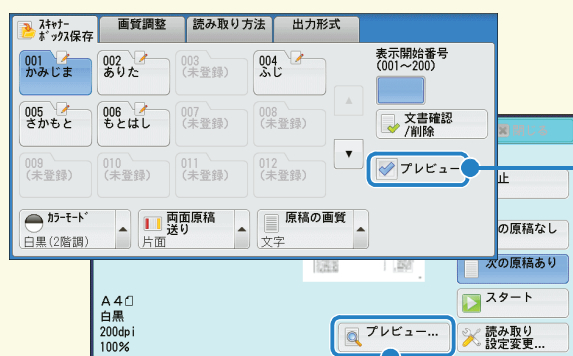 スキャナー
ボックス保存
画質調整
読み取り方法
出力形式
001
かみじま
002
ありた
003
(未登録)
004
ふじ
表示開始番号
(001~200)
005
さかもと
006
もとはし
007
(未登録)
008
(未登録)
文書確認
/削除
009
(未登録)
010
(未登録)
011
(未登録)
012
(未登録)
プレビュー
カラーモード
白黒(2階調)
両面原稿
送り
片面
原稿の画質
文字
止
の原稿なし
次の原稿あり
A4
白黒
200dpi
100%
プレビュー...
スタート
読み取り
設定変更...